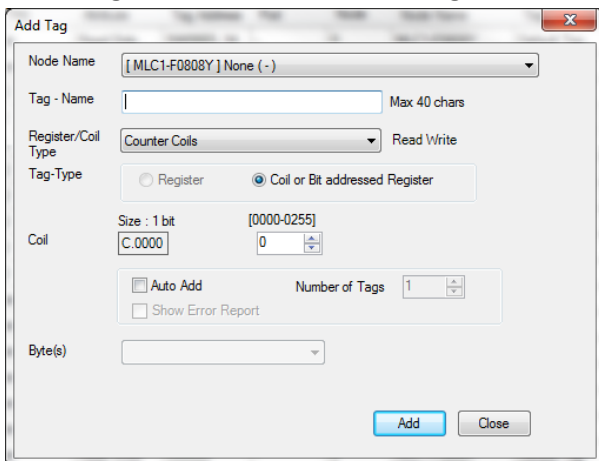 Add Tag
Node Name [ MLC1-F0808Y ] None ( - )
Tag - Name Max 40 chars
Register/Coil Type Counter Coils Read Write
Tag-Type Register Coil or Bit addressed Register
Size : 1 bit [0000-0255]
Coil C.0000 0
Auto Add Number of Tags 1
Show Error Report
Byte(s)
Add Close